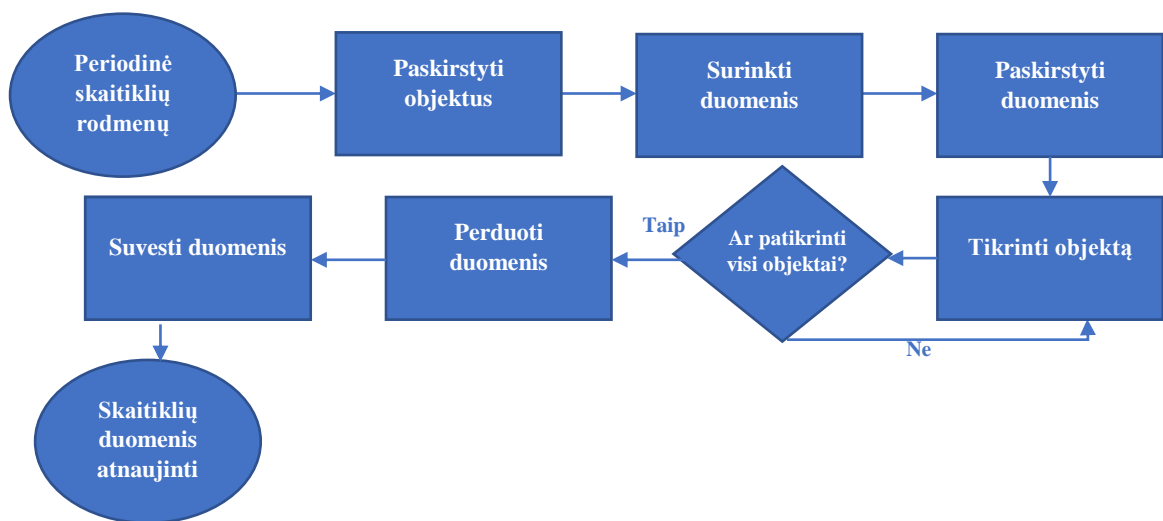 Periodinė
skaitiklių
rodmenų
Paskirstyti
objektus
Surinkti
duomenis
Paskirstyti
duomenis
Tikrinti objektą
Ar patikrinti
visi objektai?
Taip
Ne
Perduoti
duomenis
Suvesti duomenis
Skaitiklių
duomenis
atnaujinti